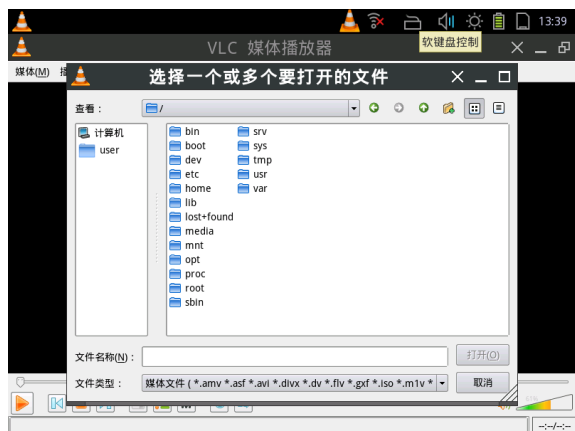 13:39
VLC 媒体播放器
软键盘控制
媒体(M)
选择一个或多个要打开的文件
查看：
/
计算机
user
bin
boot
dev
etc
home
lib
lost+found
media
mnt
opt
proc
root
sbin
srv
sys
tmp
usr
var
文件名称(N)：
打开(O)
文件类型：
媒体文件 ( *.amv *.asf *.avi *.divx *.dv *.flv *.gxf *.iso *.m1v *
取消
--:--/--:--